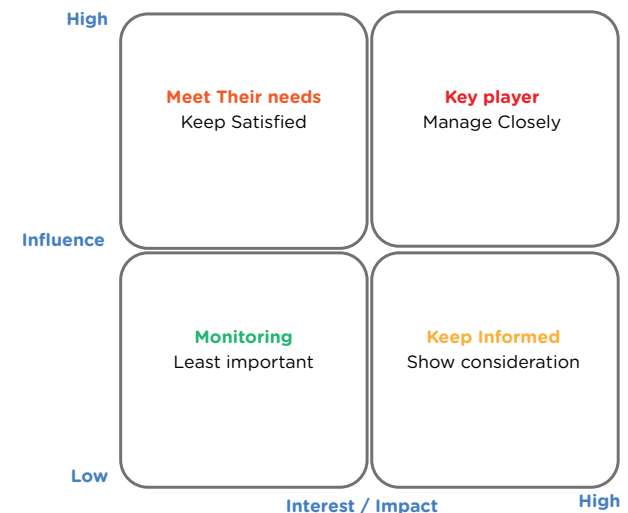 High
Meet Their needs
Keep Satisfied
Key player
Manage Closely
Influence
Monitoring
Least important
Keep Informed
Show consideration
Low
Interest / Impact
High